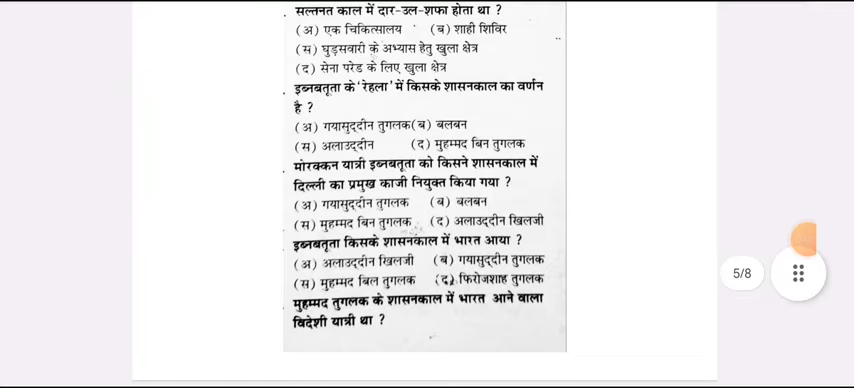 . सल्तनत काल में दार-उल-शफा होता था ?
(अ) एक चिकित्सालय (ब) शाही शिविर
(स) घुड़सवारी के अभ्यास हेतु खुला क्षेत्र
(द) सेना परेड के लिए खुला क्षेत्र
. इब्नबतूता के 'रेहला' में किसके शासनकाल का वर्णन
है ?
(अ) गयासुद्दीन तुगलक(ब) बलबन
(स) अलाउद्दीन (द) मुहम्मद बिन तुगलक
. मोरक्कन यात्री इब्नबतूता को किसने शासनकाल में
दिल्ली का प्रमुख काजी नियुक्त किया गया ?
(अ) गयासुद्दीन तुगलक (ब) बलबन
(स) मुहम्मद बिन तुगलक (द) अलाउद्दीन खिलजी
. इब्नबतूता किसके शासनकाल में भारत आया ?
(अ) अलाउद्दीन खिलजी (ब) गयासुद्दीन तुगलक
(स) मुहम्मद बिल तुगलक (द) फिरोजशाह तुगलक
. मुहम्मद तुगलक के शासनकाल में भारत आने वाला
विदेशी यात्री था ?
5/8